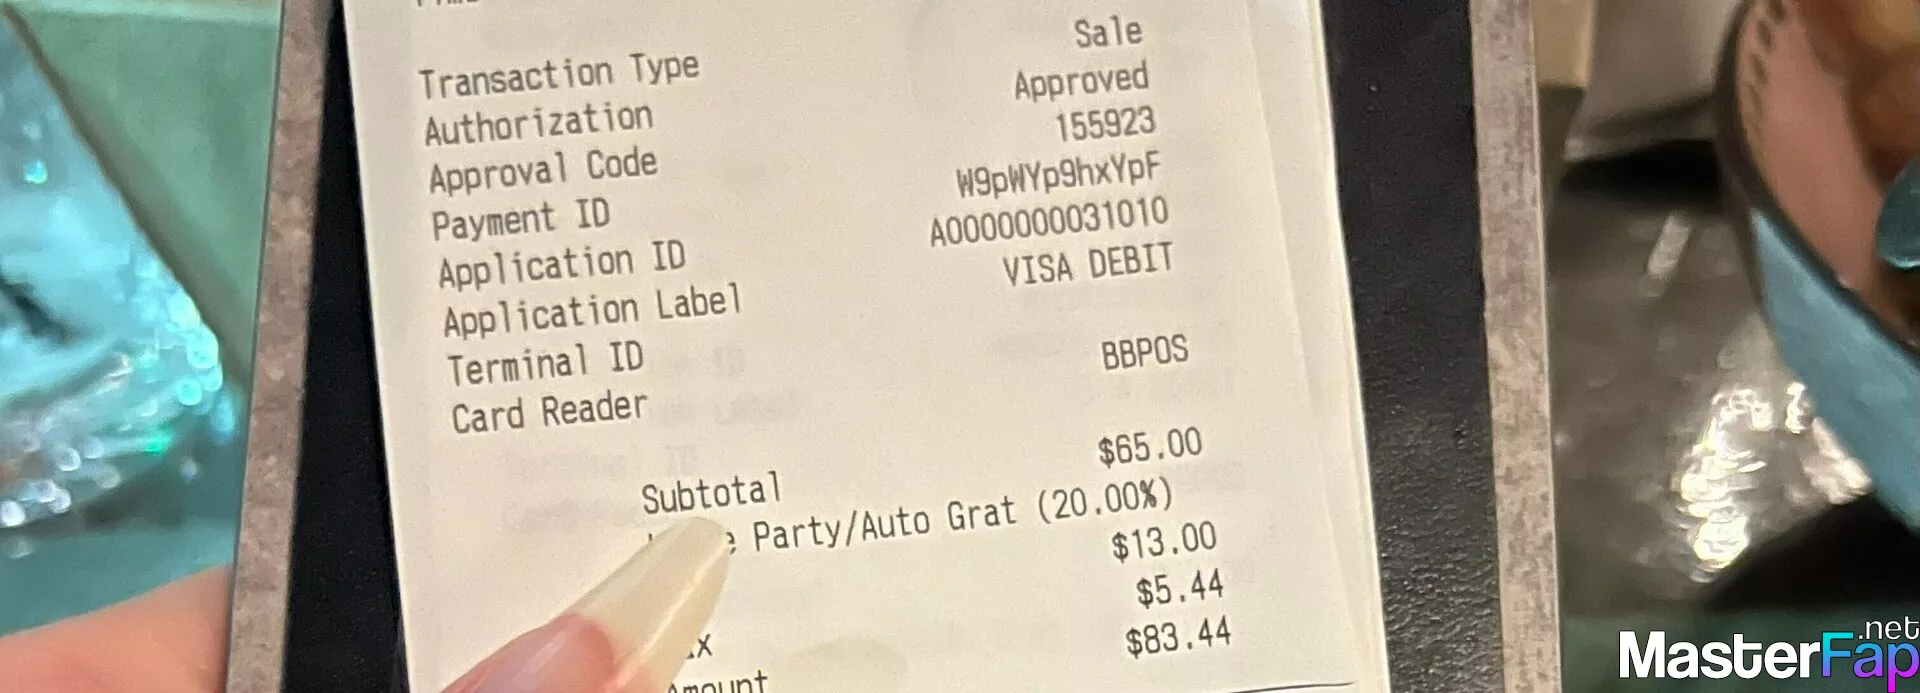 Transaction Type Sale
Authorization Approved
Approval Code 155923
Payment ID W9pWYp9hxYpF
Application ID A0000000031010
Application Label VISA DEBIT
Terminal ID
Card Reader BBPOS
Subtotal $65.00
Party/Auto Grat (20.00%)
$13.00
$5.44
Amount $83.44
MasterFap.net